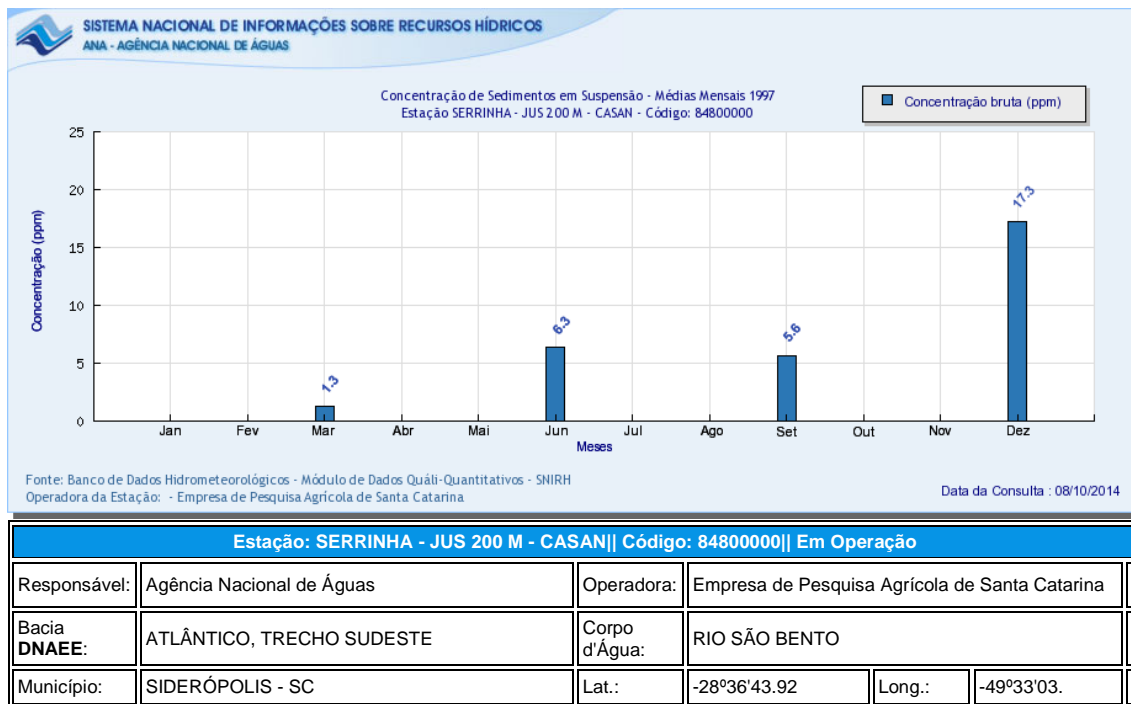 SISTEMA NACIONAL DE INFORMAÇÕES SOBRE RECURSOS HÍDRICOS
ANA - AGÊNCIA NACIONAL DE ÁGUAS
Concentração de Sedimentos em Suspensão - Médias Mensais 1997
Estação SERRINHA - JUS 200 M - CASAN - Código: 84800000
Concentração bruta (ppm)
Concentração (ppm)
25
20
15
10
5
0
1.3
6.3
5.6
17.3
Jan Fev Mar Abr Mai Jun Jul Ago Set Out Nov Dez
Meses
Fonte: Banco de Dados Hidrometeorológicos - Módulo de Dados Quáli-Quantitativos - SNIRH
Operadora da Estação: - Empresa de Pesquisa Agrícola de Santa Catarina
Data da Consulta : 08/10/2014
Estação: SERRINHA - JUS 200 M - CASAN|| Código: 84800000|| Em Operação
Responsável: Agência Nacional de Águas Operadora: Empresa de Pesquisa Agrícola de Santa Catarina
Bacia DNAEE: ATLÂNTICO, TRECHO SUDESTE Corpo d'Água: RIO SÃO BENTO
Município: SIDERÓPOLIS - SC Lat.: -28º36'43.92 Long.: -49º33'03.